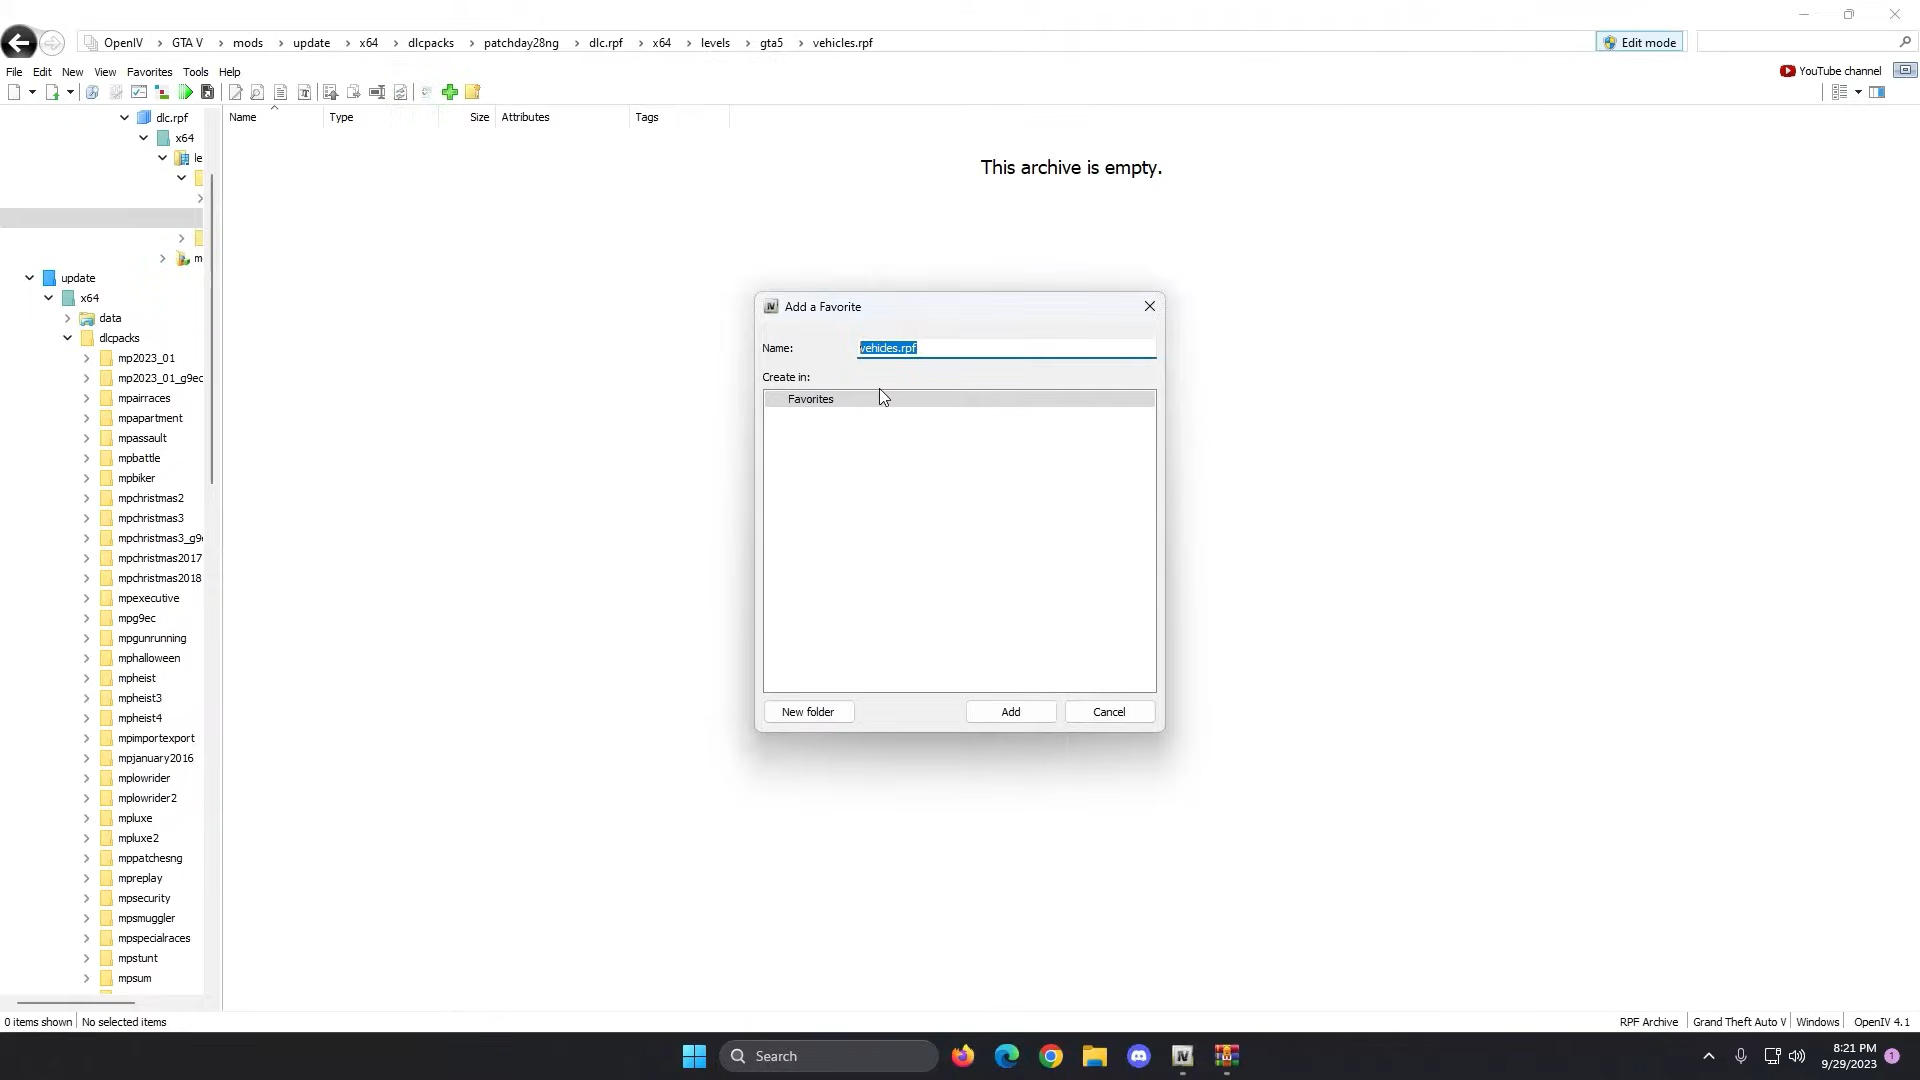 OpenIV > GTA V > mods > update > x64 > dlcpacks > patchday28ng > dlc.rpf > x64 > levels > gta5 > vehicles.rpf
Edit mode
File Edit New View Favorites Tools Help
YouTube channel
Name Type Size Attributes Tags
This archive is empty.
dlc.rpf
x64
le
m
update
x64
data
dlcpacks
mp2023_01
mp2023_01_g9ec
mpairraces
mpapartment
mpassault
mpbattle
mpbiker
mpchristmas2
mpchristmas3
mpchristmas3_g9e
mpchristmas2017
mpchristmas2018
mpexecutive
mpg9ec
mpgunrunning
mphalloween
mpheist
mpheist3
mpheist4
mpimportexport
mpjanuary2016
mplowrider
mplowrider2
mpluxe
mpluxe2
mppatchesng
mpreplay
mpsecurity
mpsmuggler
mpspecialraces
mpstunt
mpsum
Add a Favorite
Name: vehicles.rpf
Create in:
Favorites
New folder Add Cancel
0 items shown No selected items
RPF Archive Grand Theft Auto V Windows OpenIV 4.1
Search
8:21 PM
9/29/2023
1